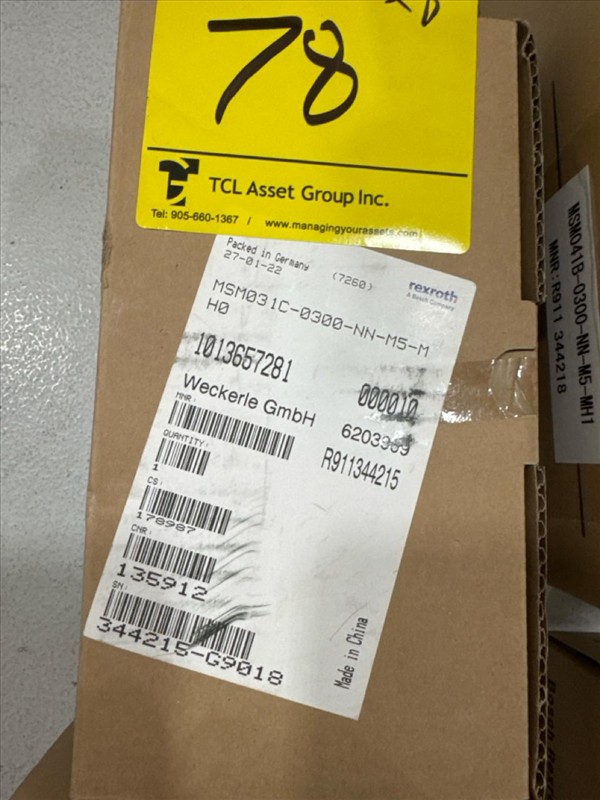 78
TCL Asset Group Inc.
Tel: 905-660-1367 / www.managingyourassets.com
Packed in Germany
27-01-22
(7260)
rexroth
A Bosch Company
MSM031C-0300-NN-M5-M
H0
1013657281
000010
Weckerle GmbH
MNR:
R911344215
QUANTITY:
1
CS:
178987
CNR:
135912
SN:
344215-G9018
Made in China
MSM041B-0300-NN-M5-MH1
MNR:R911 344218